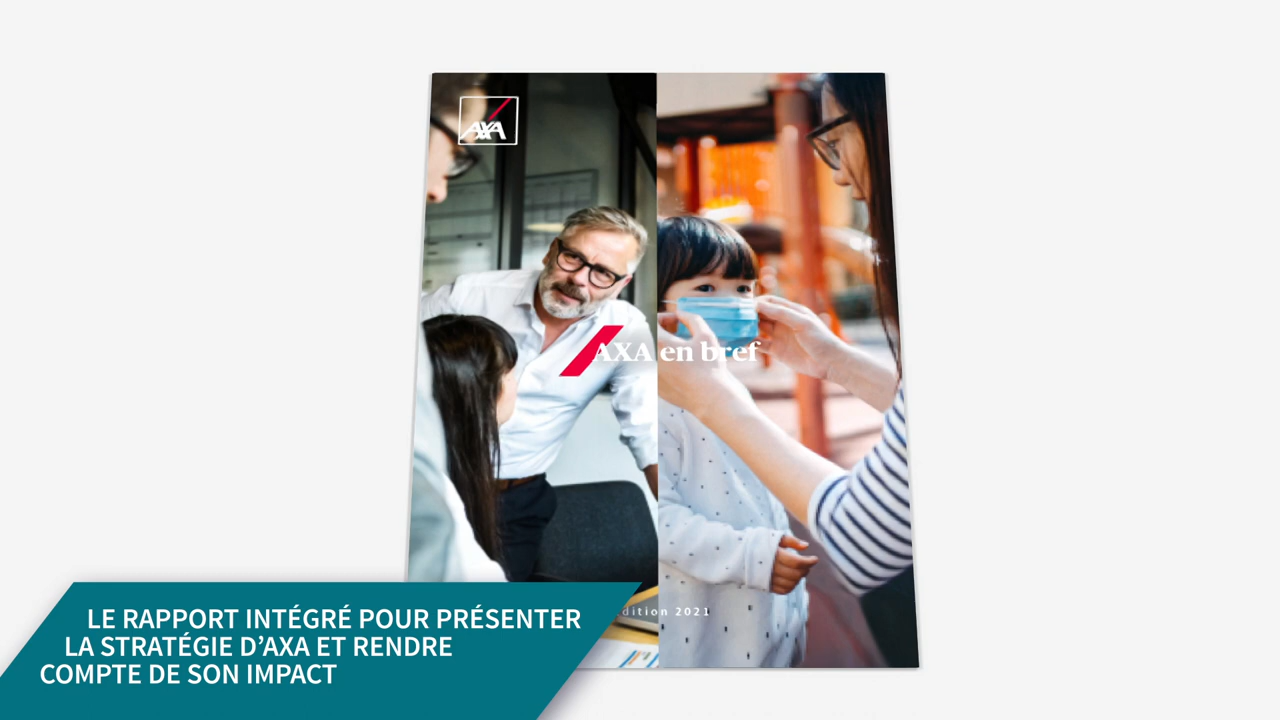 AXA
AXA en bref
dition 2021
LE RAPPORT INTÉGRÉ POUR PRÉSENTER
LA STRATÉGIE D’AXA ET RENDRE
COMPTE DE SON IMPACT